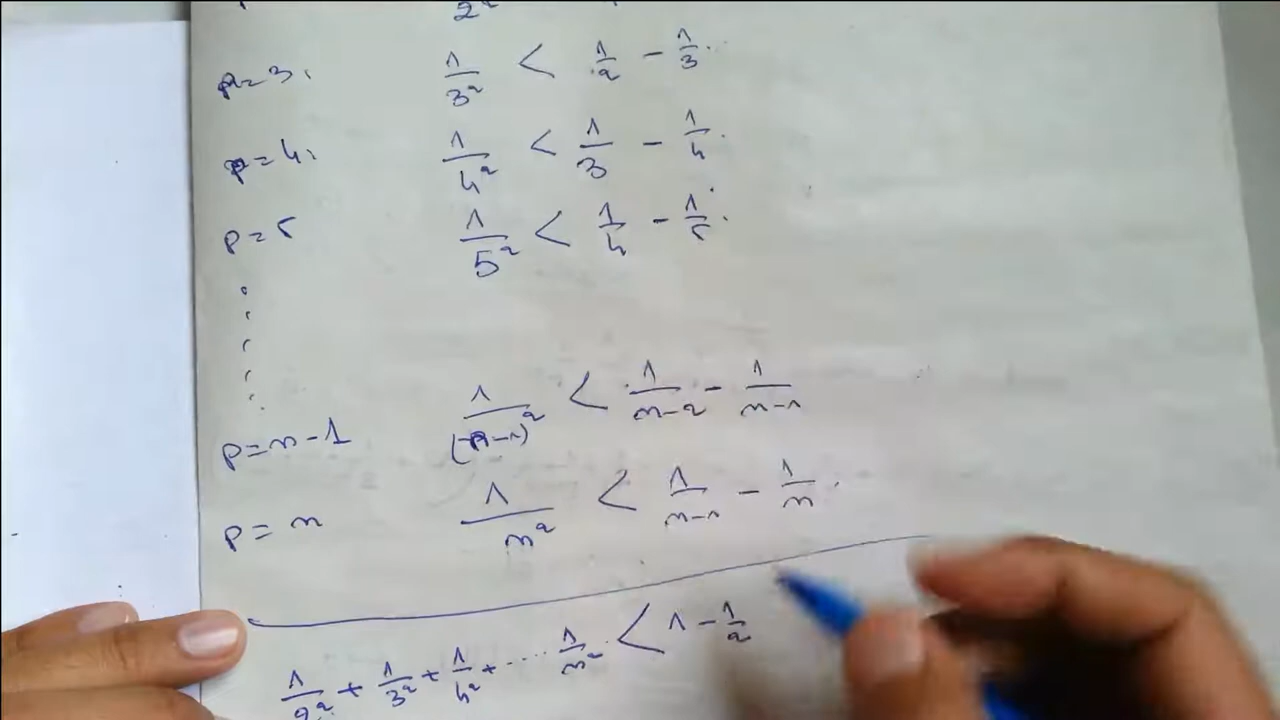 2²
p=3: 1/3² < 1/2 - 1/3.
p=4: 1/4² < 1/3 - 1/4.
p=5 1/5² < 1/4 - 1/5.
p=n-1 1/(n-1)² < 1/n-2 - 1/n-1
p=n 1/n² < 1/n-1 - 1/n.
1/2² + 1/3² + 1/4² + .... 1/n² < 1 - 1/2